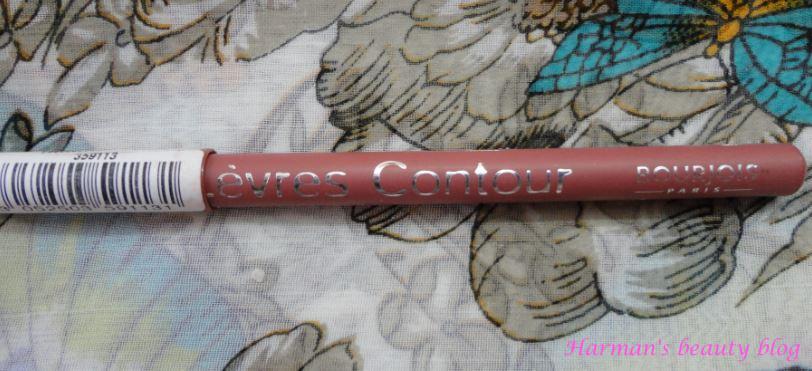 359113
èvres Contour
BOURJOIS
PARIS
Harman's beauty blog